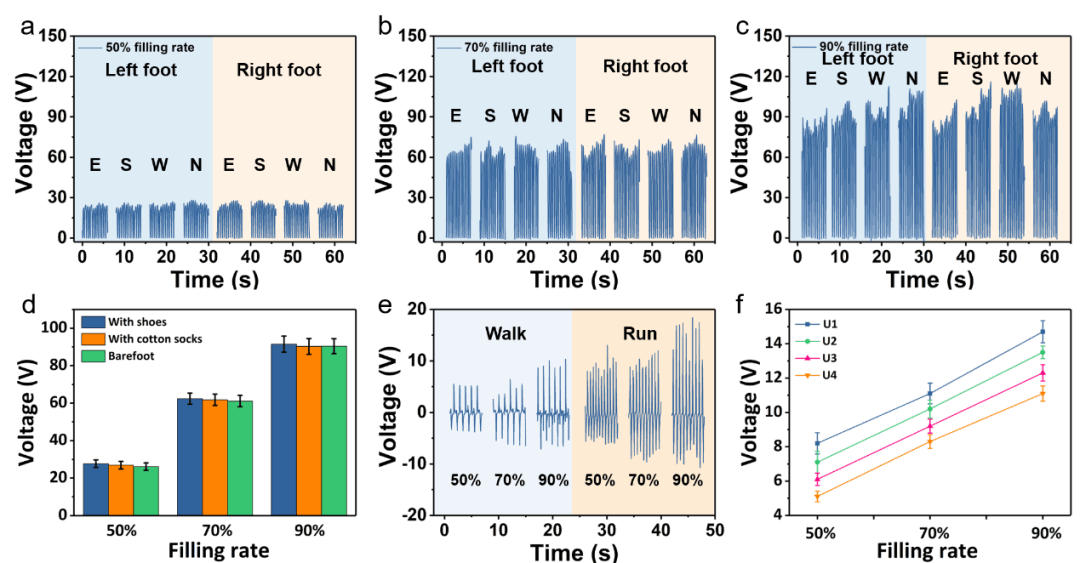 a
150
120
90
60
30
0
Voltage (V)
50% filling rate
Left foot
Right foot
E S W N E S W N
0 10 20 30 40 50 60
Time (s)
b
150
120
90
60
30
0
Voltage (V)
70% filling rate
Left foot
Right foot
E S W N E S W N
0 10 20 30 40 50 60
Time (s)
c
150
120
90
60
30
0
Voltage (V)
90% filling rate
Left foot
Right foot
E S W N E S W N
0 10 20 30 40 50 60
Time (s)
d
100
80
60
40
20
0
Voltage (V)
With shoes
With cotton socks
Barefoot
50% 70% 90%
Filling rate
e
20
10
0
-10
-20
Voltage (V)
Walk
Run
50% 70% 90% 50% 70% 90%
0 10 20 30 40 50
Time (s)
f
16
14
12
10
8
6
4
Voltage (V)
U1
U2
U3
U4
50% 70% 90%
Filling rate